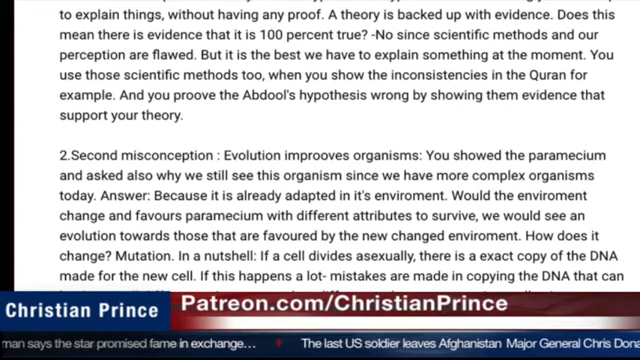 to explain things, without having any proof. A theory is backed up with evidence. Does this
mean there is evidence that it is 100 percent true? -No since scientific methods and our
perception are flawed. But it is the best we have to explain something at the moment. You
use those scientific methods too, when you show the inconsistencies in the Quran for
example. And you proove the Abdool's hypothesis wrong by showing them evidence that
support your theory.
2.Second misconception : Evolution improoves organisms: You showed the paramecium
and asked also why we still see this organism since we have more complex organisms
today. Answer: Because it is already adapted in it's enviroment. Would the enviroment
change and favours paramecium with different attributes to survive, we would see an
evolution towards those that are favoured by the new changed enviroment. How does it
change? Mutation. In a nutshell: If a cell divides asexually, there is a exact copy of the DNA
made for the new cell. If this happens a lot- mistakes are made in copying the DNA that can
Christian Prince
Patreon.com/ChristianPrince
man says the star promised fame in exchange... The last US soldier leaves Afghanistan Major General Chris Dona